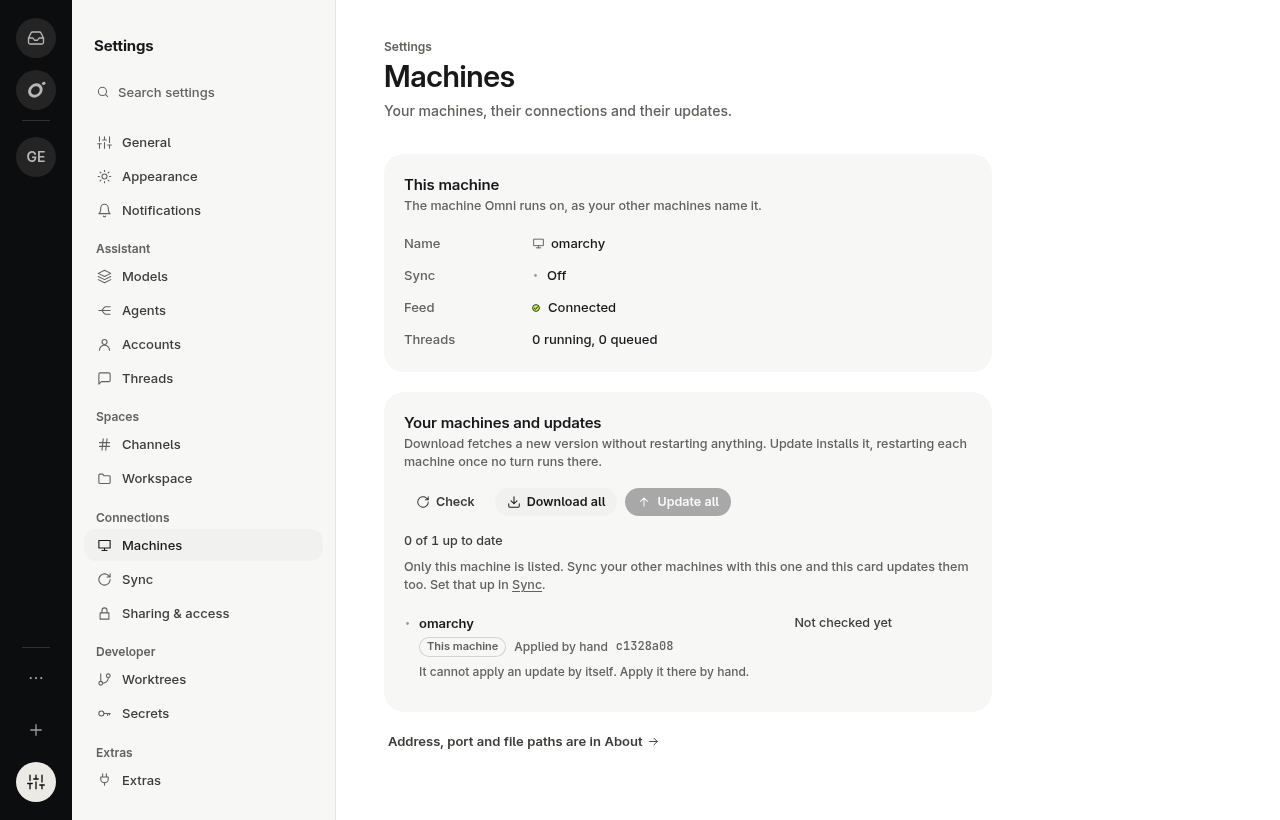 Settings
Search settings
GE
General
Appearance
Notifications
Assistant
Models
Agents
Accounts
Threads
Spaces
Channels
Workspace
Connections
Machines
Sync
Sharing & access
Developer
Worktrees
Secrets
Extras
Extras
Settings
Machines
Your machines, their connections and their updates.
This machine
The machine Omni runs on, as your other machines name it.
Name omarchy
Sync Off
Feed Connected
Threads 0 running, 0 queued
Your machines and updates
Download fetches a new version without restarting anything. Update installs it, restarting each
machine once no turn runs there.
Check Download all Update all
0 of 1 up to date
Only this machine is listed. Sync your other machines with this one and this card updates them
too. Set that up in Sync.
omarchy Not checked yet
This machine Applied by hand c1328a08
It cannot apply an update by itself. Apply it there by hand.
Address, port and file paths are in About →